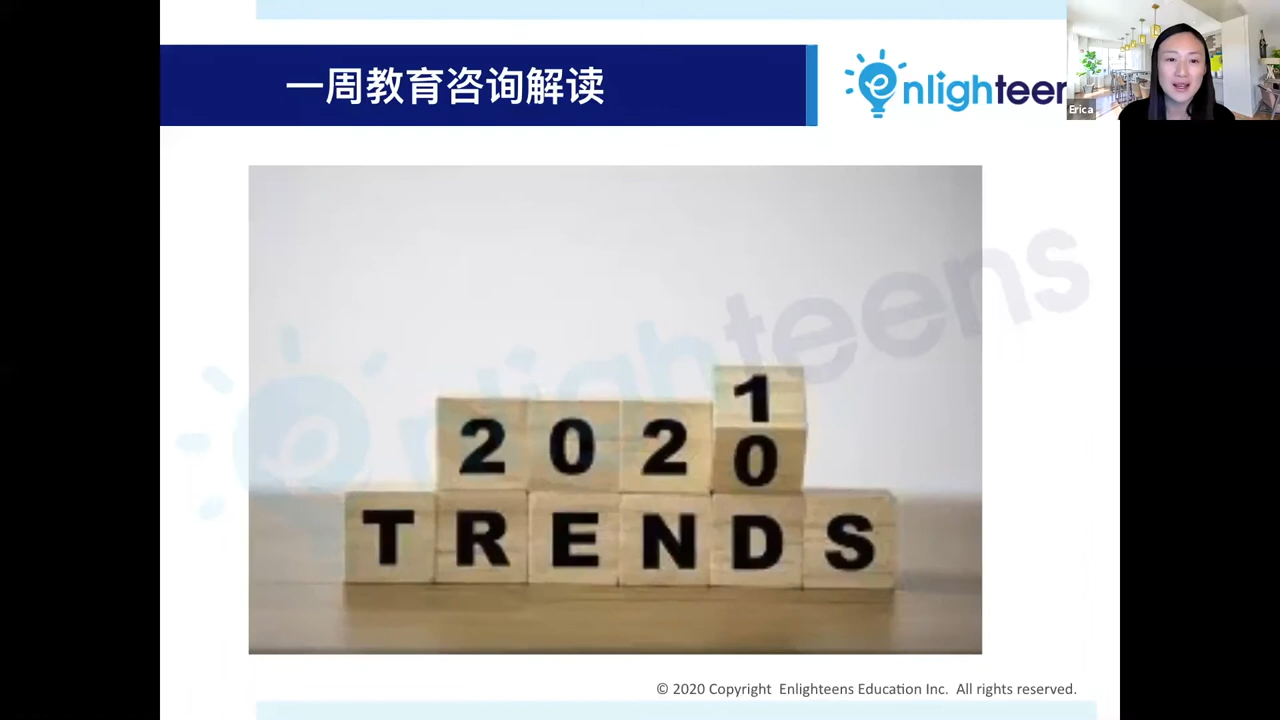 一周教育咨询解读
enlighteen
Erica
enlighteens
1
2020
TRENDS
© 2020 Copyright Enlighteens Education Inc. All rights reserved.